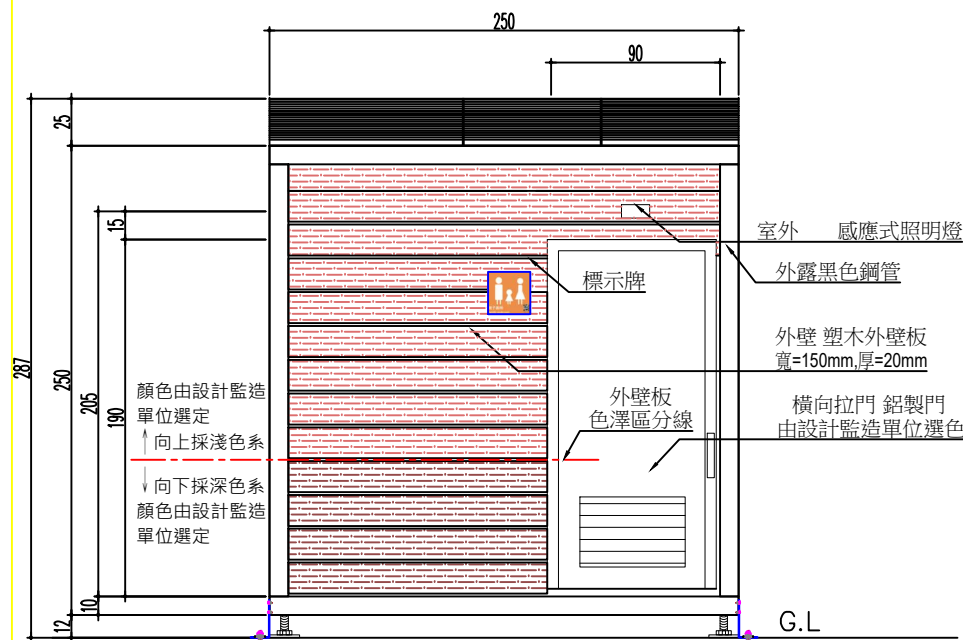 250
90
25
15
287
250
205
190
10
12
室外 感應式照明燈
外露黑色鋼管
標示牌
外壁 塑木外壁板
寬=150mm,厚=20mm
外壁板
色澤區分線
橫向拉門 鋁製門
由設計監造單位選色
顏色由設計監造
單位選定
向上採淺色系
向下採深色系
顏色由設計監造
單位選定
G.L